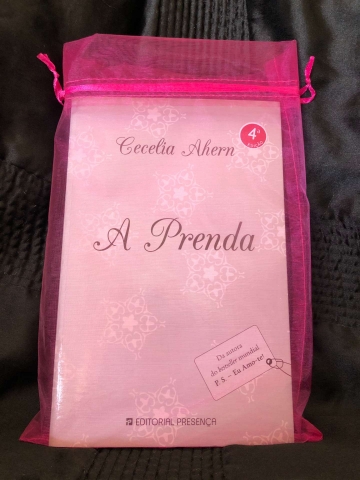 Cecelia Ahern
4ª
A Prenda
Da autora
do bestseller mundial
P. S. – Eu Amo-te!
EDITORIAL PRESENÇA